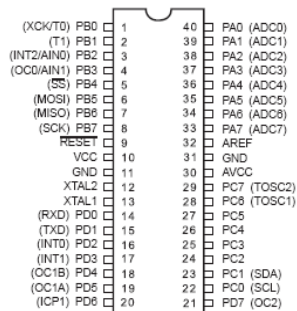 (XCK/T0) PB0 1 40 PA0 (ADC0)
(T1) PB1 2 39 PA1 (ADC1)
(INT2/AIN0) PB2 3 38 PA2 (ADC2)
(OC0/AIN1) PB3 4 37 PA3 (ADC3)
(SS) PB4 5 36 PA4 (ADC4)
(MOSI) PB5 6 35 PA5 (ADC5)
(MISO) PB6 7 34 PA6 (ADC6)
(SCK) PB7 8 33 PA7 (ADC7)
RESET 9 32 AREF
VCC 10 31 GND
GND 11 30 AVCC
XTAL2 12 29 PC7 (TOSC2)
XTAL1 13 28 PC6 (TOSC1)
(RXD) PD0 14 27 PC5
(TXD) PD1 15 26 PC4
(INT0) PD2 16 25 PC3
(INT1) PD3 17 24 PC2
(OC1B) PD4 18 23 PC1 (SDA)
(OC1A) PD5 19 22 PC0 (SCL)
(ICP1) PD6 20 21 PD7 (OC2)